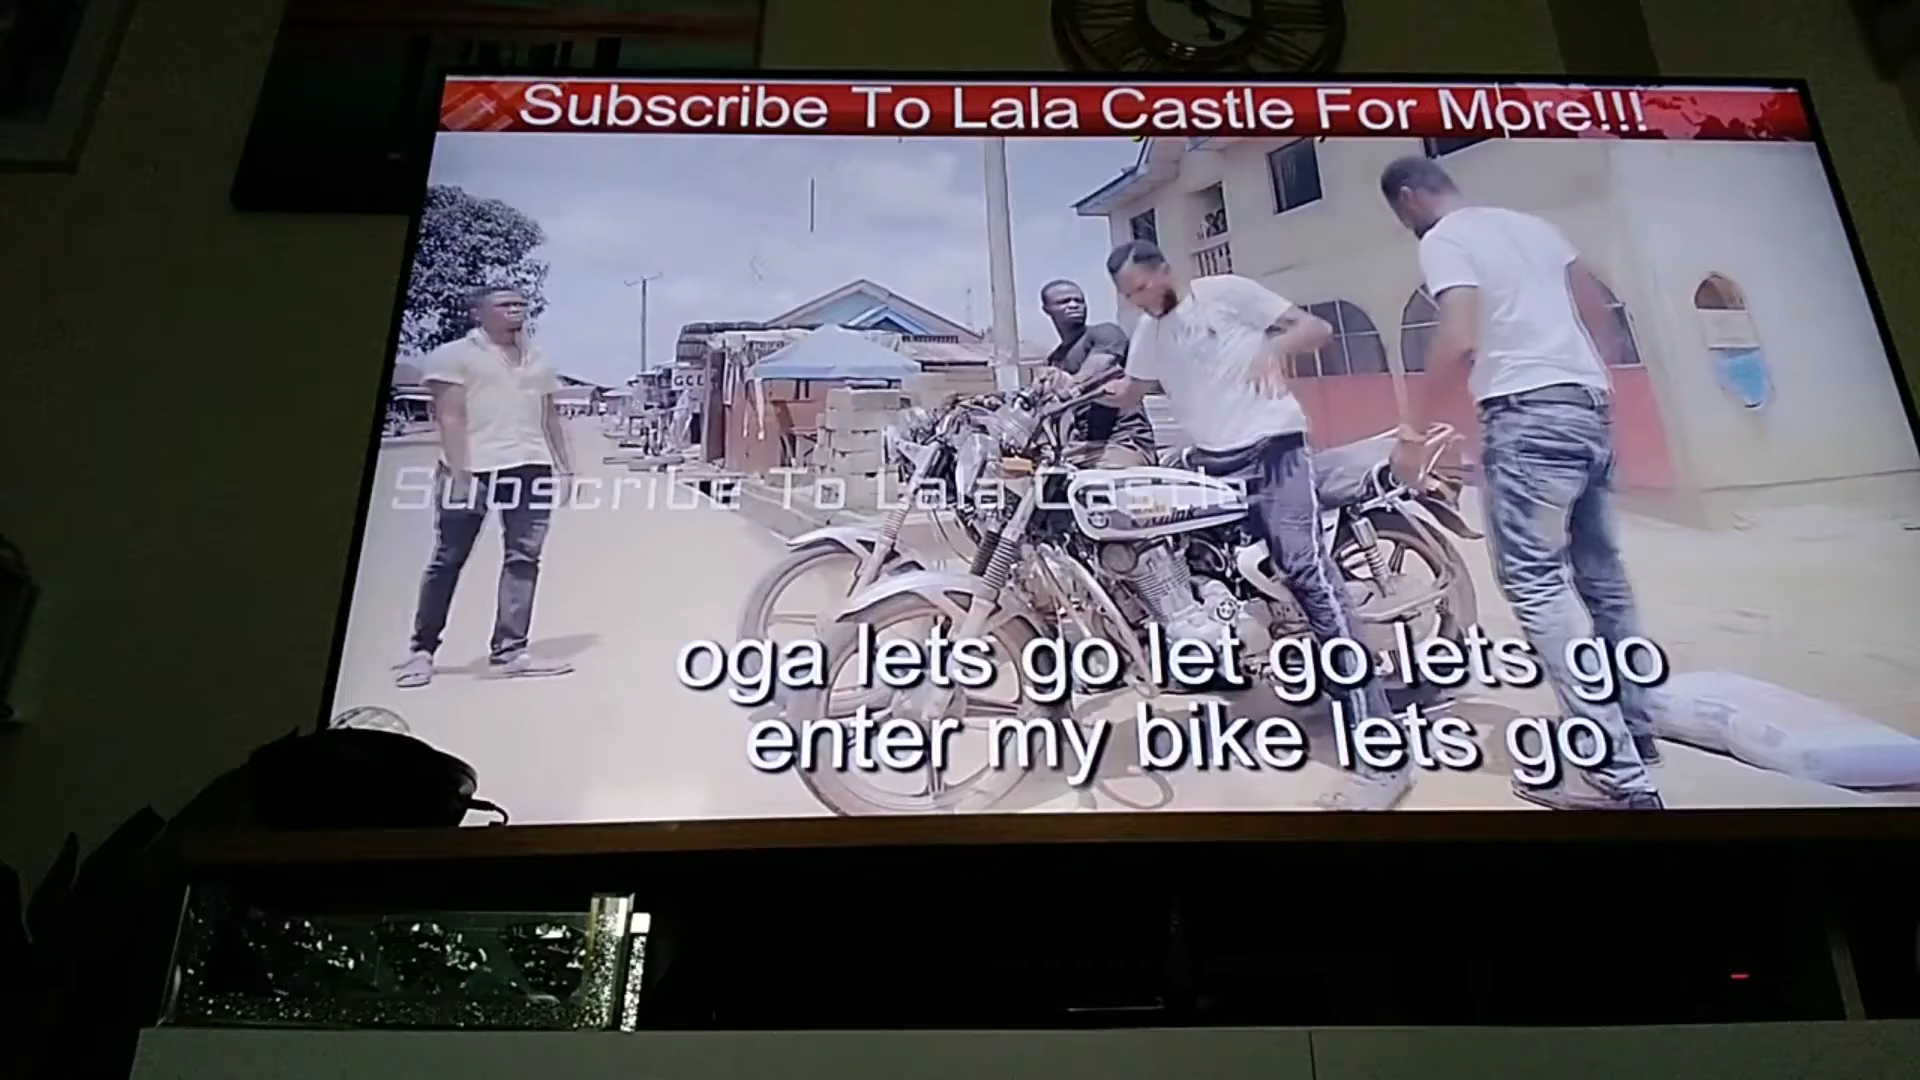 Subscribe To Lala Castle For More!!!
GCE
Subscribe To Lala Castle
oga lets go let go lets go
enter my bike lets go